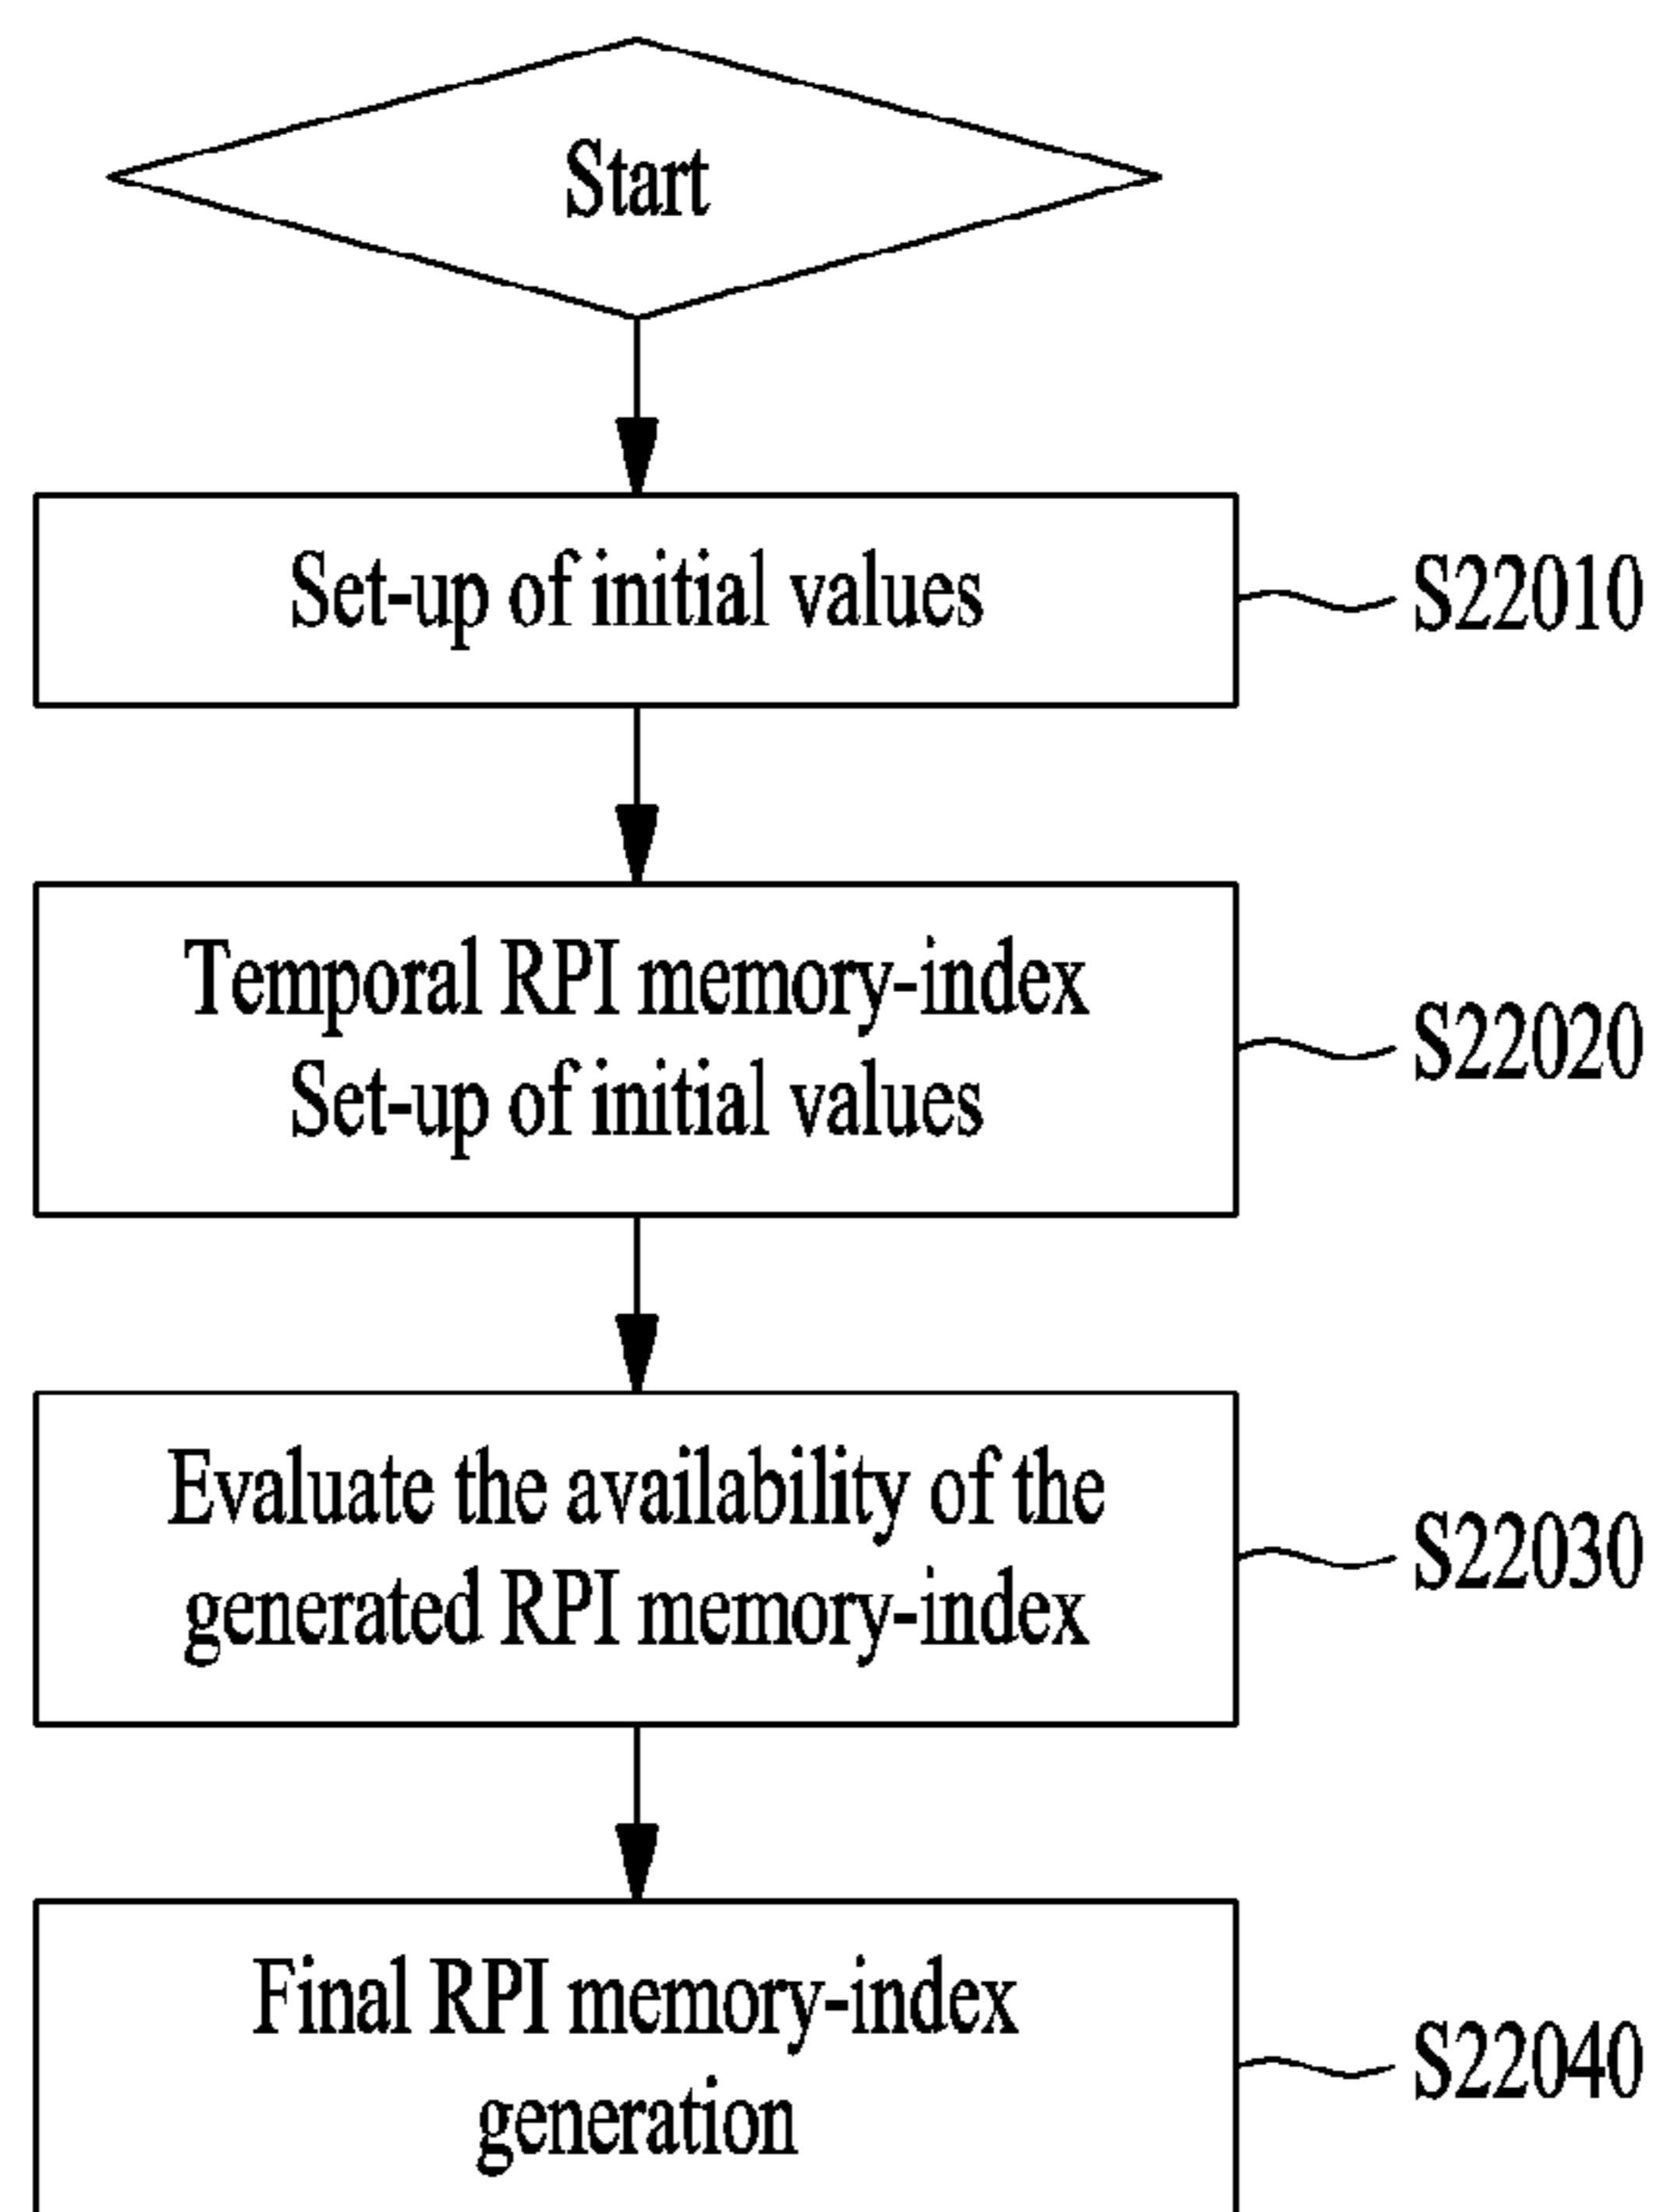 Start
Set-up of initial values
S22010
Temporal RPI memory-index
Set-up of initial values
S22020
Evaluate the availability of the
generated RPI memory-index
S22030
Final RPI memory-index
generation
S22040